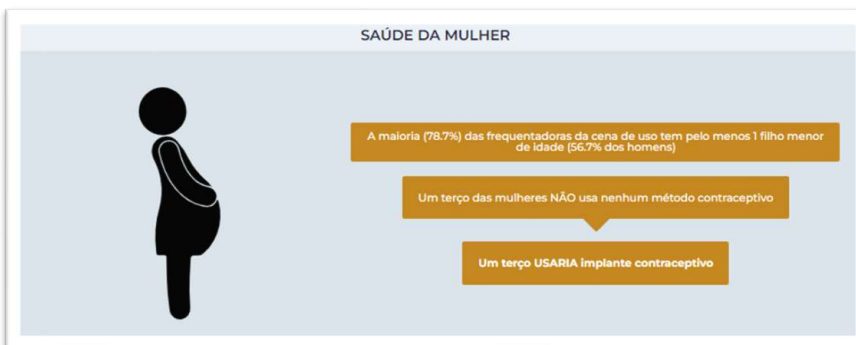 SAÚDE DA MULHER
A maioria (78.7%) das frequentadoras da cena de uso tem pelo menos 1 filho menor
de idade (56.7% dos homens)
Um terço das mulheres NÃO usa nenhum método contraceptivo
Um terço USARIA implante contraceptivo